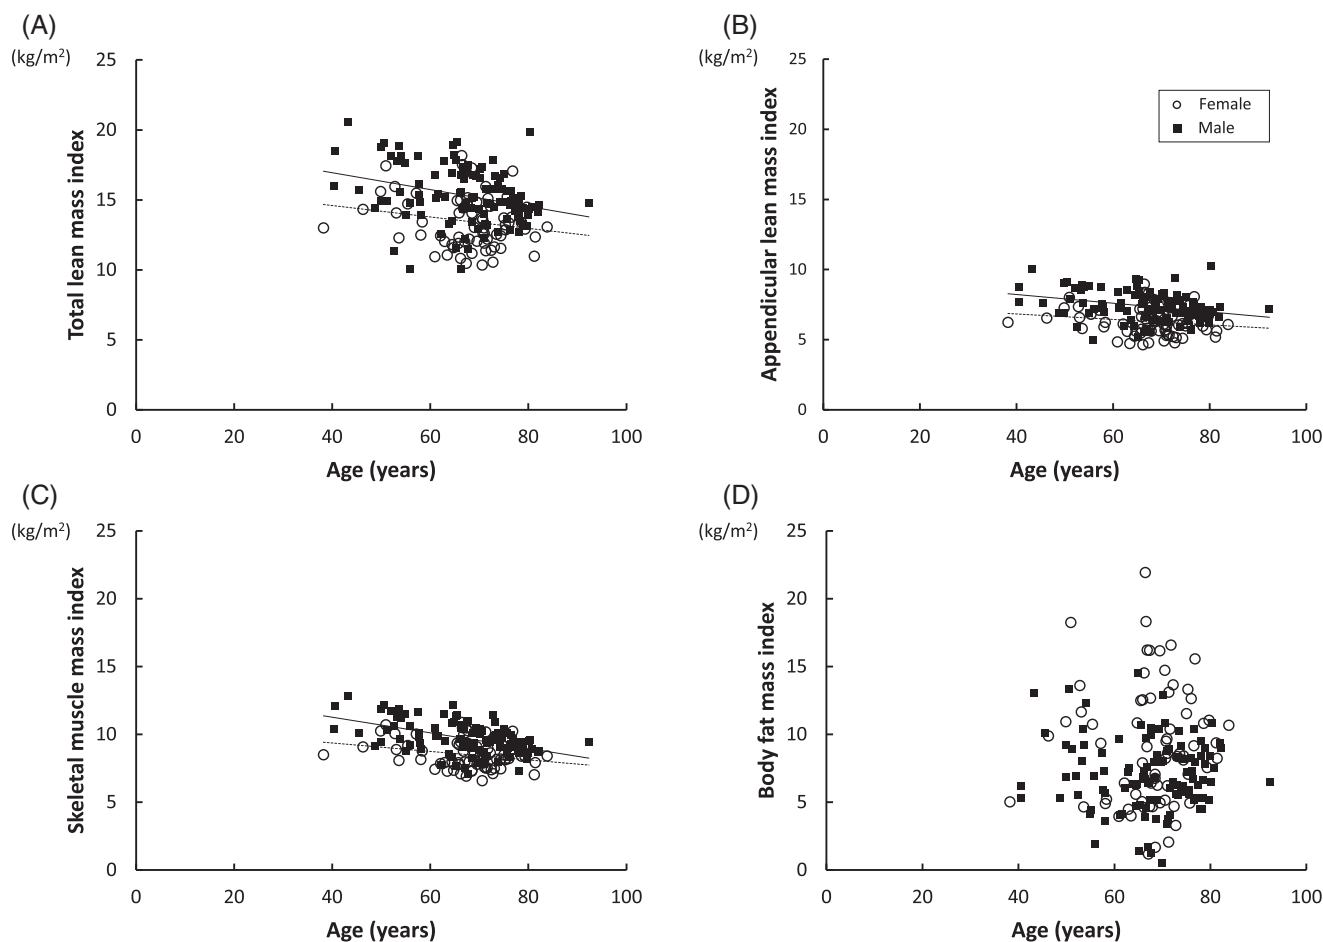 (A)
(kg/m²)
Total lean mass index
25
20
15
10
5
0
0 20 40 60 80 100
Age (years)
(B)
(kg/m²)
Appendicular lean mass index
25
20
15
10
5
0
Female
Male
0 20 40 60 80 100
Age (years)
(C)
(kg/m²)
Skeletal muscle mass index
25
20
15
10
5
0
0 20 40 60 80 100
Age (years)
(D)
(kg/m²)
Body fat mass index
25
20
15
10
5
0
0 20 40 60 80 100
Age (years)